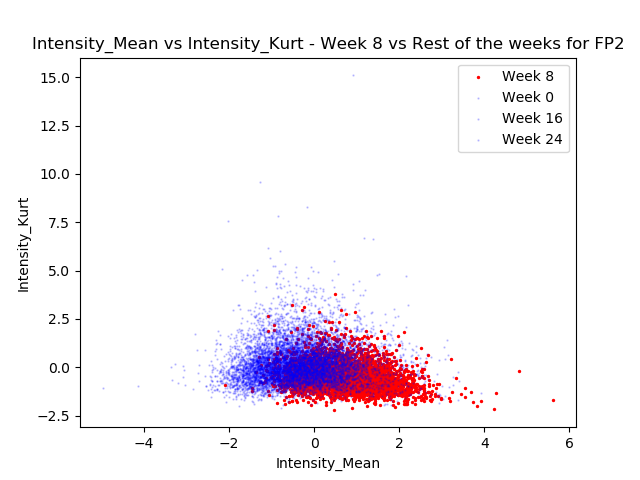 Intensity_Mean vs Intensity_Kurt - Week 8 vs Rest of the weeks for FP2
Week 8
Week 0
Week 16
Week 24
15.0
12.5
10.0
7.5
5.0
2.5
0.0
−2.5
Intensity_Kurt
−4
−2
0
2
4
6
Intensity_Mean